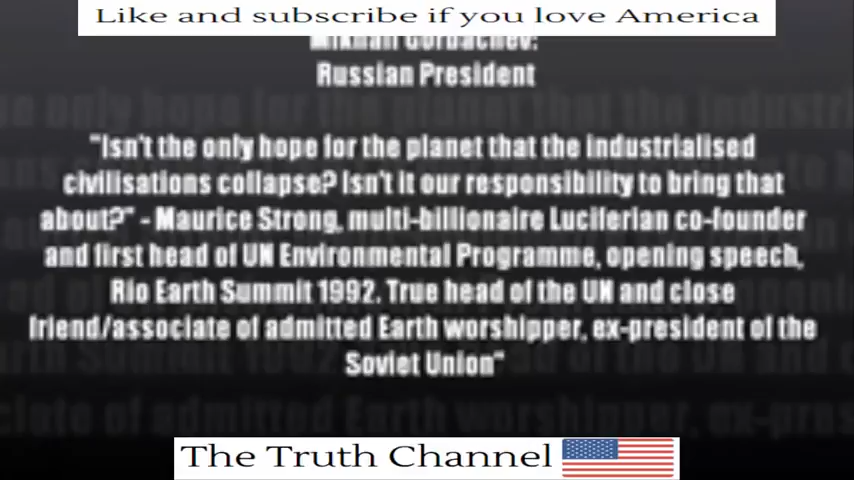 Like and subscribe if you love America
Mikhail Gorbachev:
Russian President
"Isn't the only hope for the planet that the industrialised
civilisations collapse? Isn't it our responsibility to bring that
about?" - Maurice Strong, multi-billionaire Luciferian co-founder
and first head of UN Environmental Programme, opening speech,
Rio Earth Summit 1992. True head of the UN and close
friend/associate of admitted Earth worshipper, ex-president of the
Soviet Union"
The Truth Channel